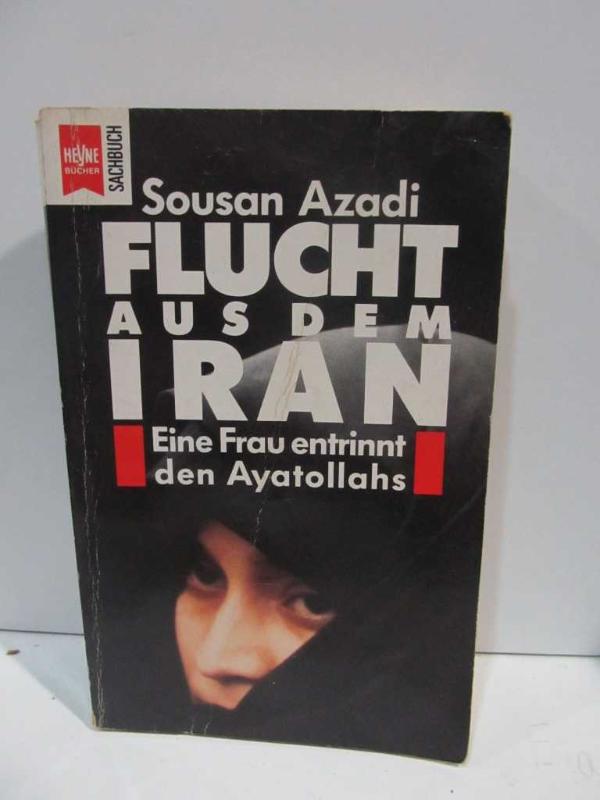 HEYNE
BÜCHER
SACHBUCH
Sousan Azadi
FLUCHT
AUS DEM
IRAN
Eine Frau entrinnt
den Ayatollahs